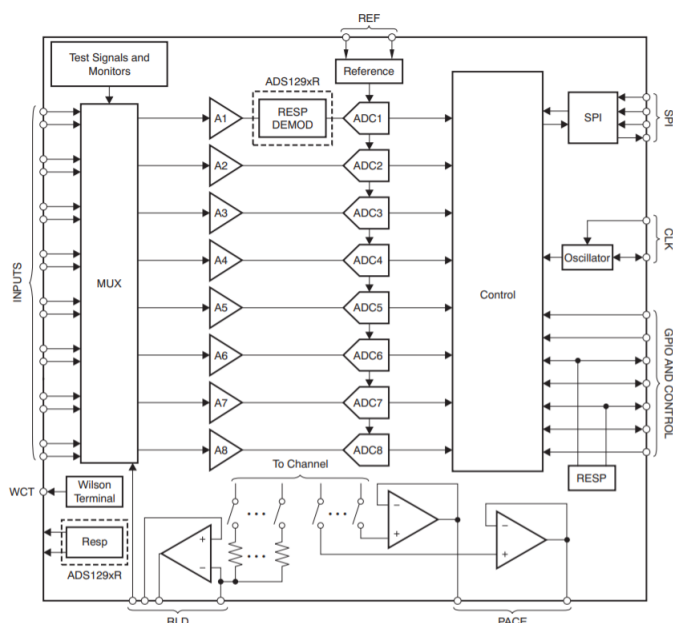 REF
Test Signals and
Monitors
ADS129xR
Reference
A1
RESP
DEMOD
ADC1
SPI
SPI
A2
ADC2
A3
ADC3
CLK
A4
ADC4
Oscillator
INPUTS
MUX
Control
A5
ADC5
A6
ADC6
GPIO AND CONTROL
A7
ADC7
A8
ADC8
To Channel
RESP
WCT
Wilson
Terminal
Resp
ADS129xR
+
−
−
+
−
+
RLD
PACE